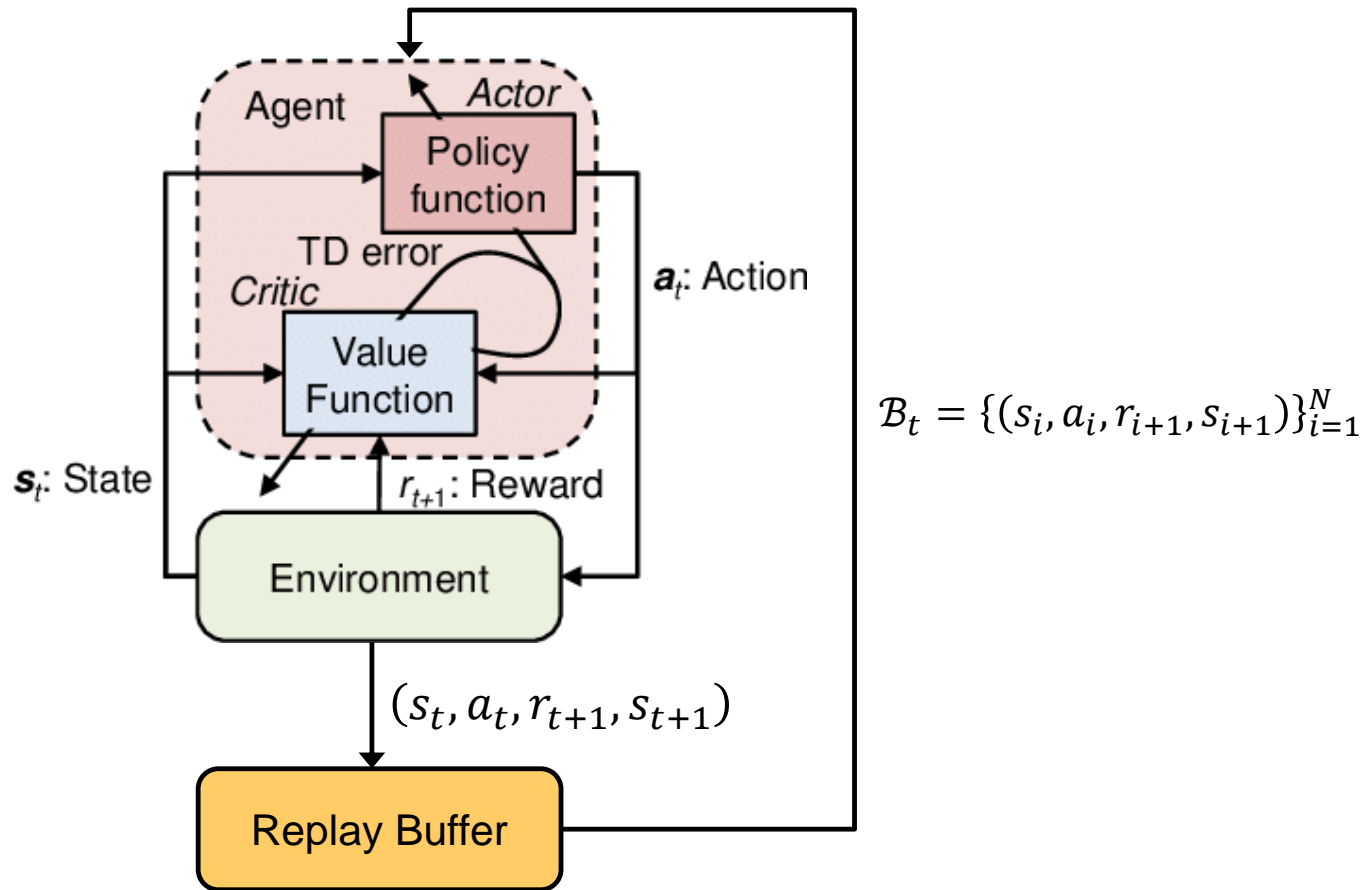 Agent
Actor
Policy
function
TD error
Critic
Value
Function
a_t: Action
s_t: State
r_{t+1}: Reward
Environment
ℬ_t = {(s_i, a_i, r_{i+1}, s_{i+1})}_{i=1}^N
(s_t, a_t, r_{t+1}, s_{t+1})
Replay Buffer